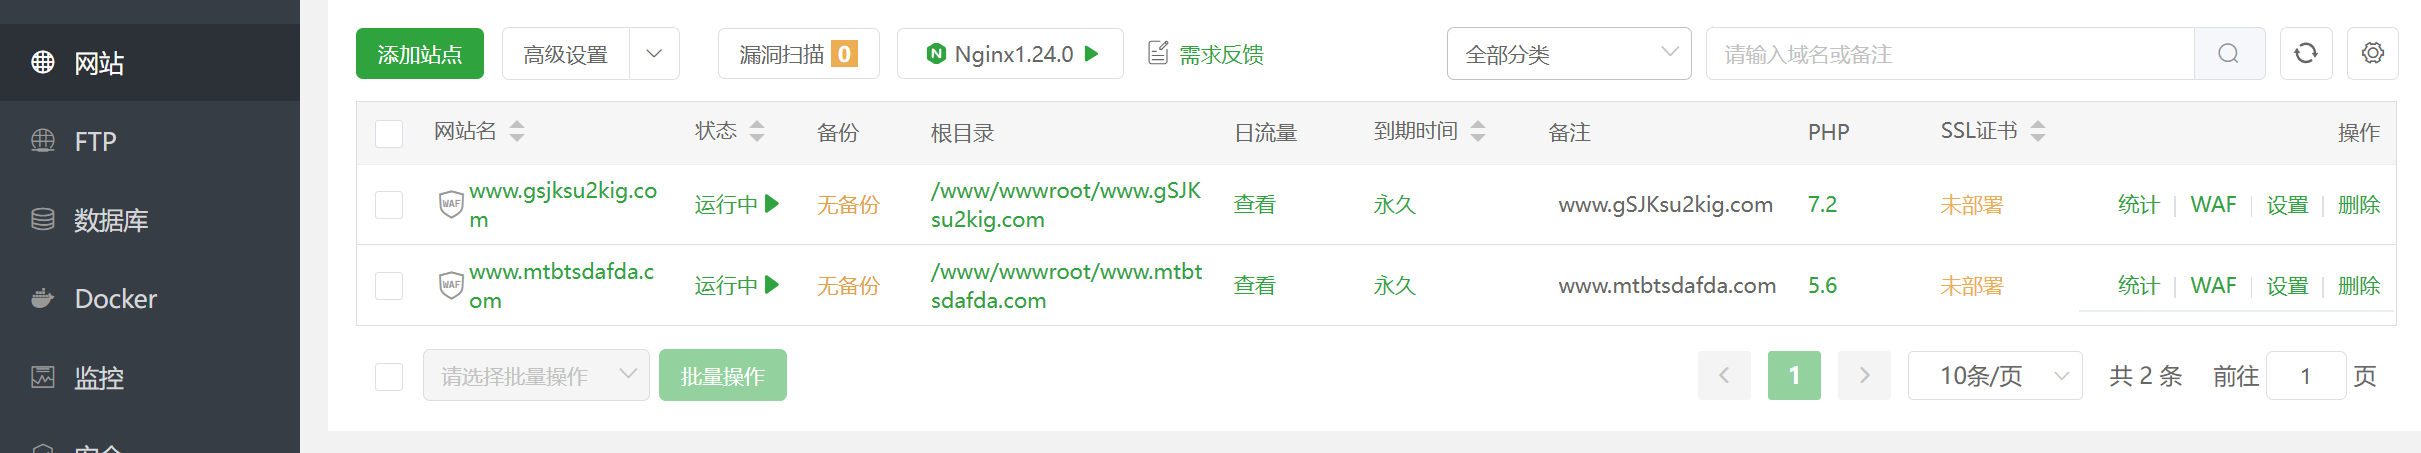 网站
FTP
数据库
Docker
监控
添加站点 高级设置 漏洞扫描 0 Nginx1.24.0 需求反馈 全部分类 请输入域名或备注
网站名 状态 备份 根目录 日流量 到期时间 备注 PHP SSL证书 操作
WAF www.gsjksu2kig.co
m
运行中 无备份
/www/wwwroot/www.gSJK
su2kig.com
查看 永久 www.gSJKsu2kig.com 7.2 未部署 统计 | WAF | 设置 | 删除
WAF www.mtbtsdafda.c
om
运行中 无备份
/www/wwwroot/www.mtbt
sdafda.com
查看 永久 www.mtbtsdafda.com 5.6 未部署 统计 | WAF | 设置 | 删除
请选择批量操作 批量操作 1 10条/页 共 2 条 前往 1 页